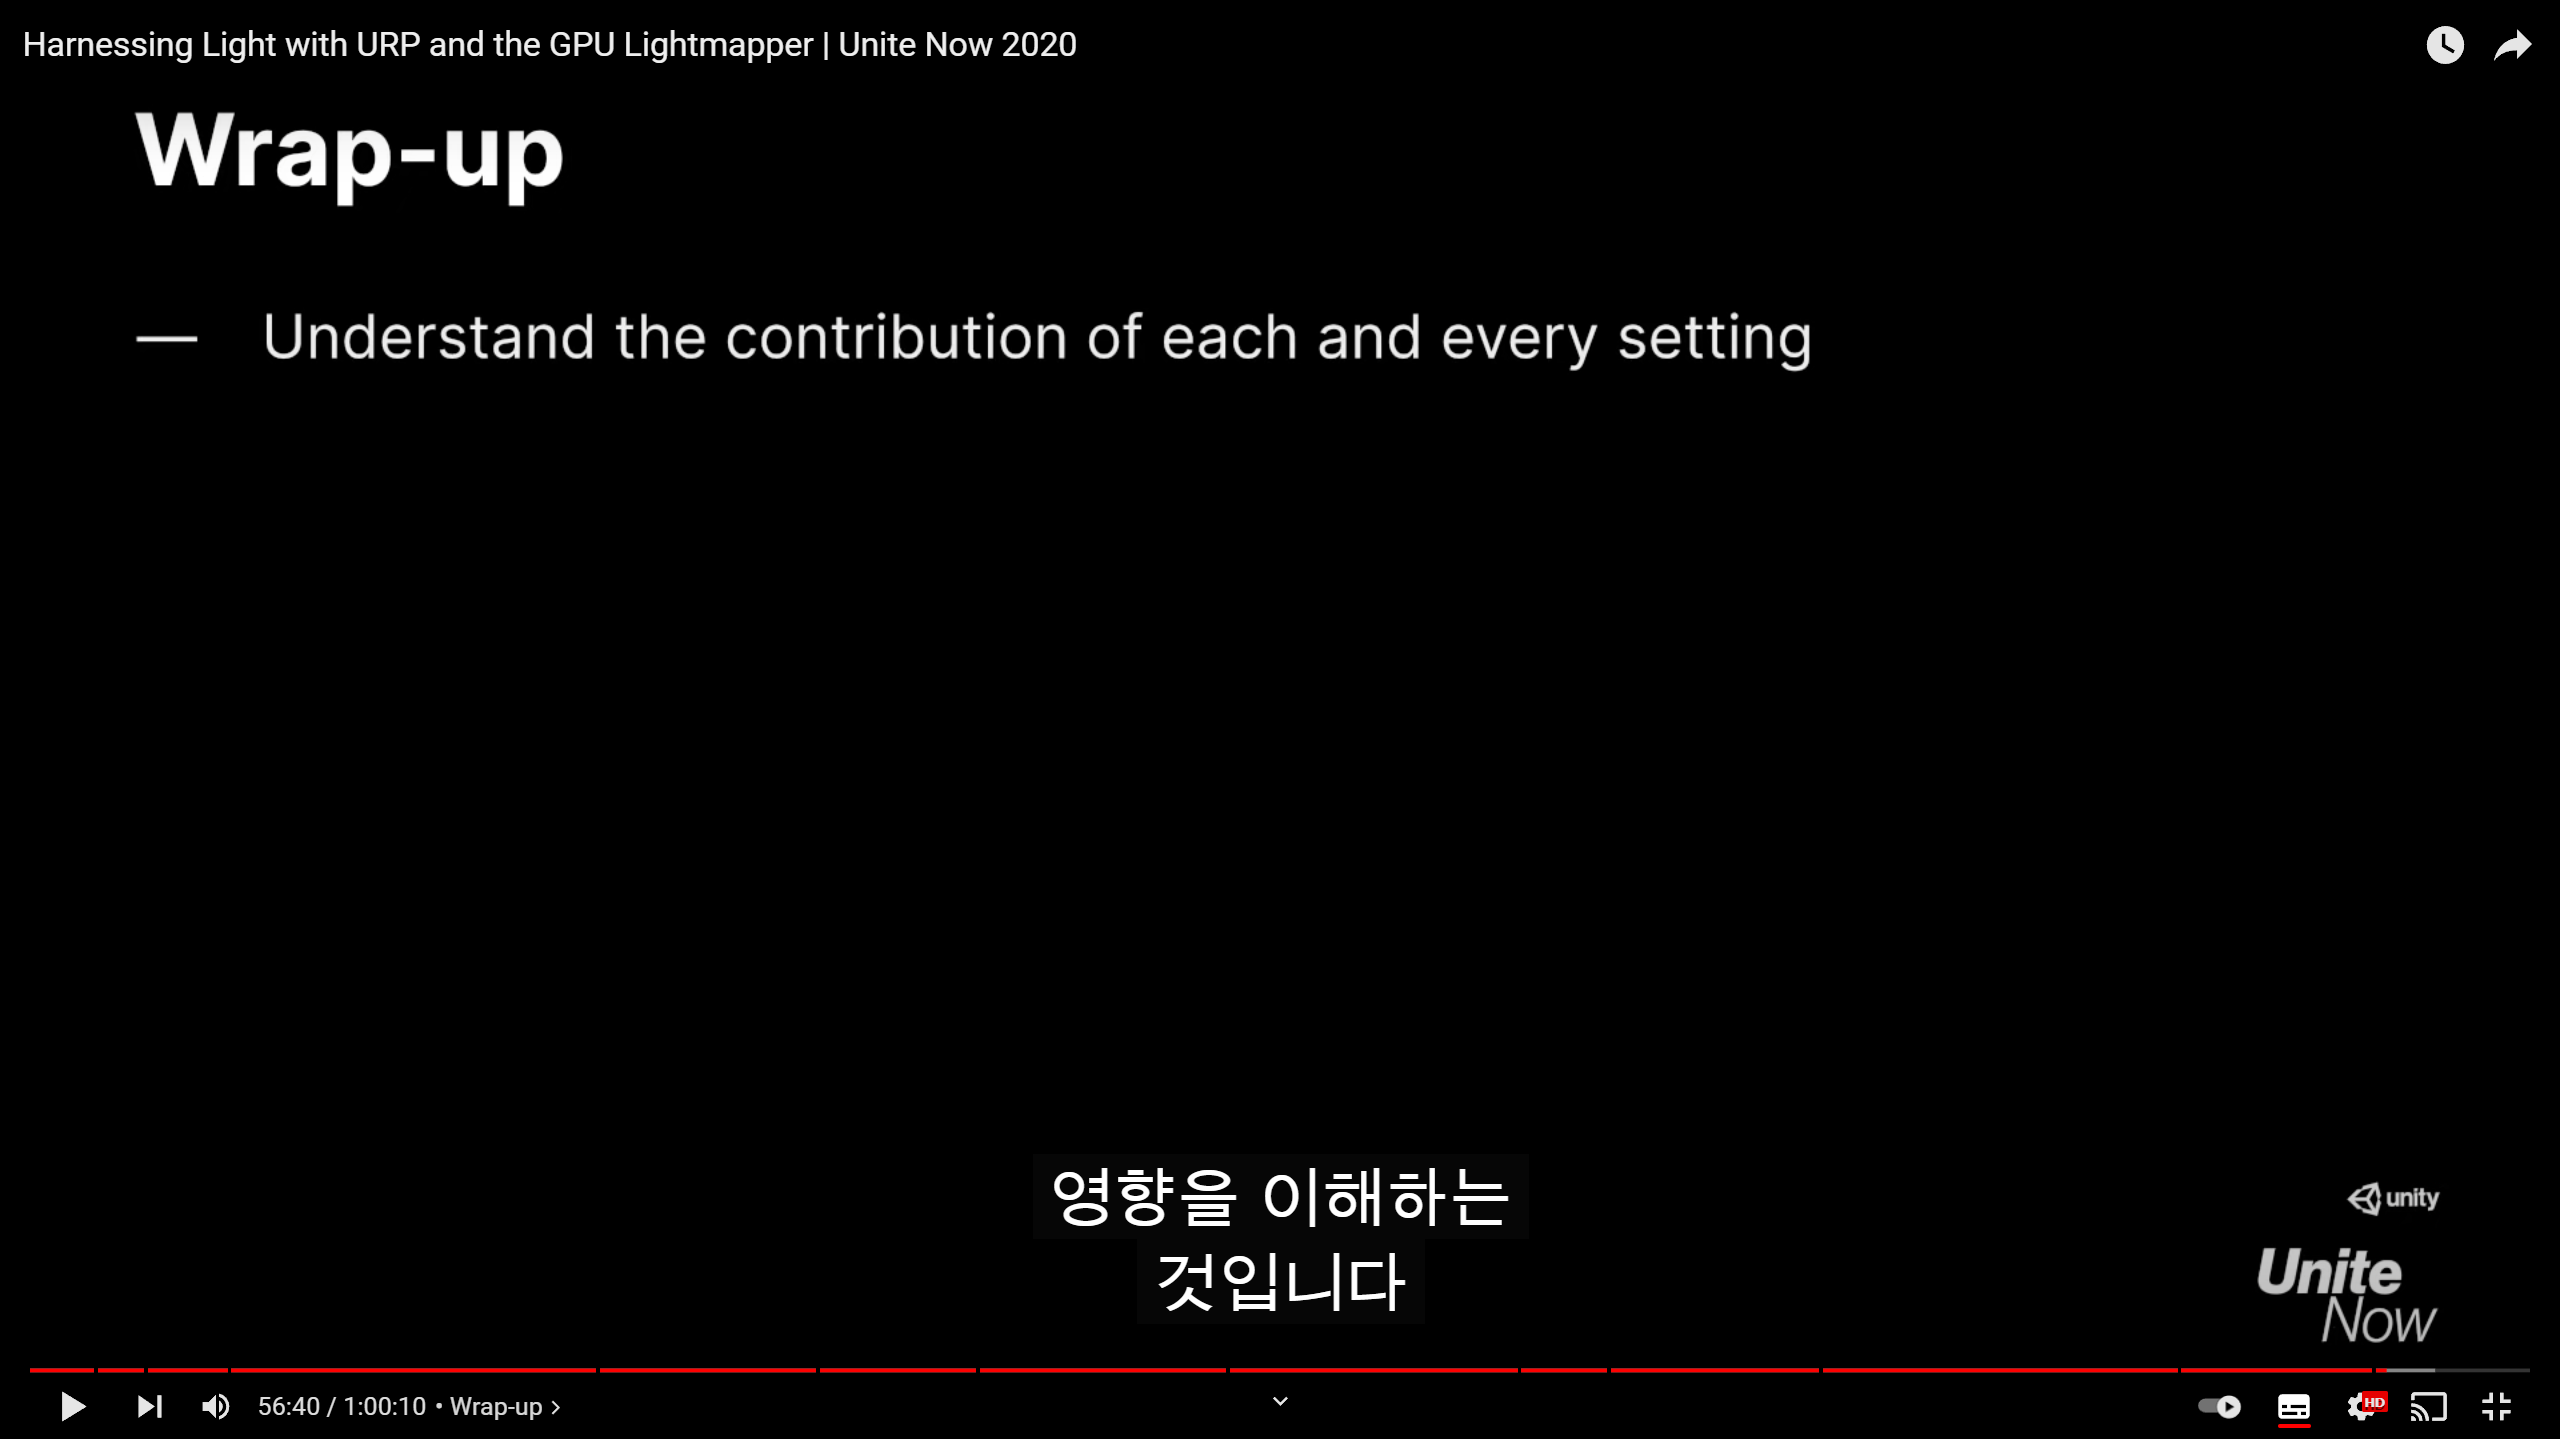 Harnessing Light with URP and the GPU Lightmapper | Unite Now 2020
Wrap-up
— Understand the contribution of each and every setting
영향을 이해하는
것입니다
unity
Unite
Now
56:40 / 1:00:10 • Wrap-up >
HD